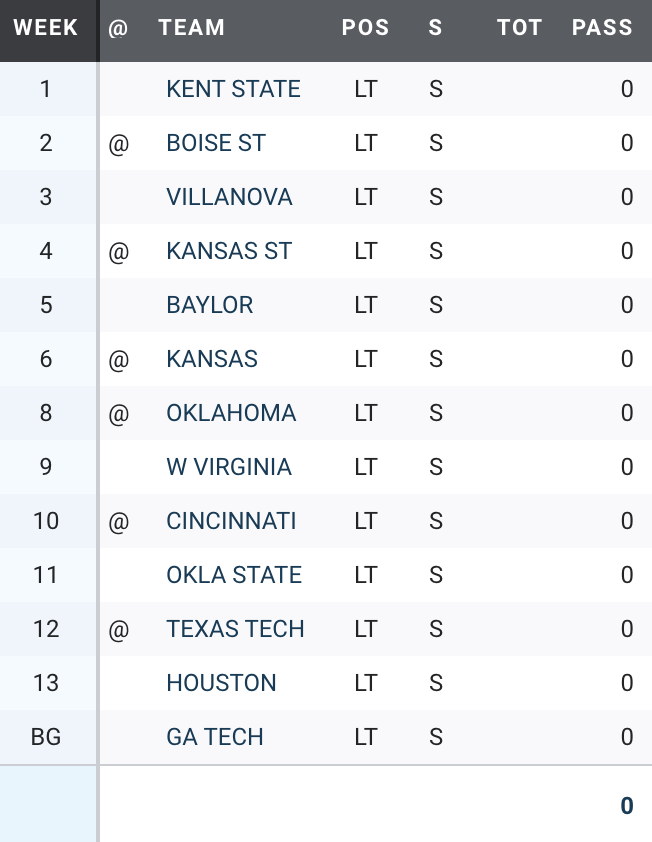 WEEK @ TEAM POS S TOT PASS
1 KENT STATE LT S 0
2 @ BOISE ST LT S 0
3 VILLANOVA LT S 0
4 @ KANSAS ST LT S 0
5 BAYLOR LT S 0
6 @ KANSAS LT S 0
8 @ OKLAHOMA LT S 0
9 W VIRGINIA LT S 0
10 @ CINCINNATI LT S 0
11 OKLA STATE LT S 0
12 @ TEXAS TECH LT S 0
13 HOUSTON LT S 0
BG GA TECH LT S 0
0